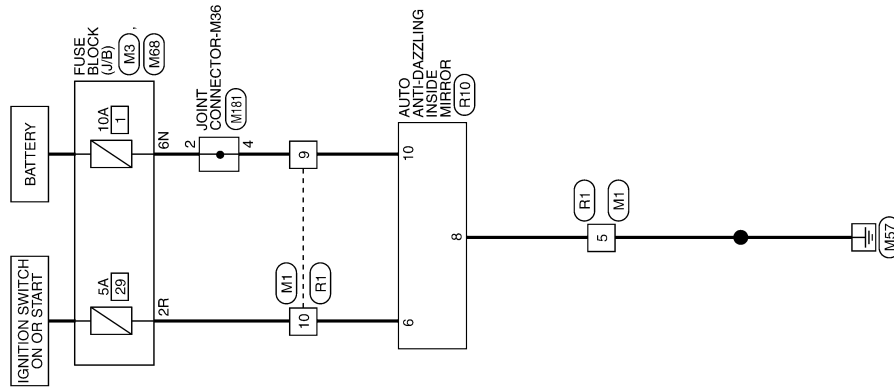 IGNITION SWITCH
ON OR START
BATTERY
FUSE
BLOCK
(J/B)
M3 ,
M68
5A
29
10A
1
2R
6N
JOINT
CONNECTOR-M36
M181
2
4
M1
R1
10
9
AUTO
ANTI-DAZZLING
INSIDE
MIRROR
R10
6
10
8
R1
5
M1
M57